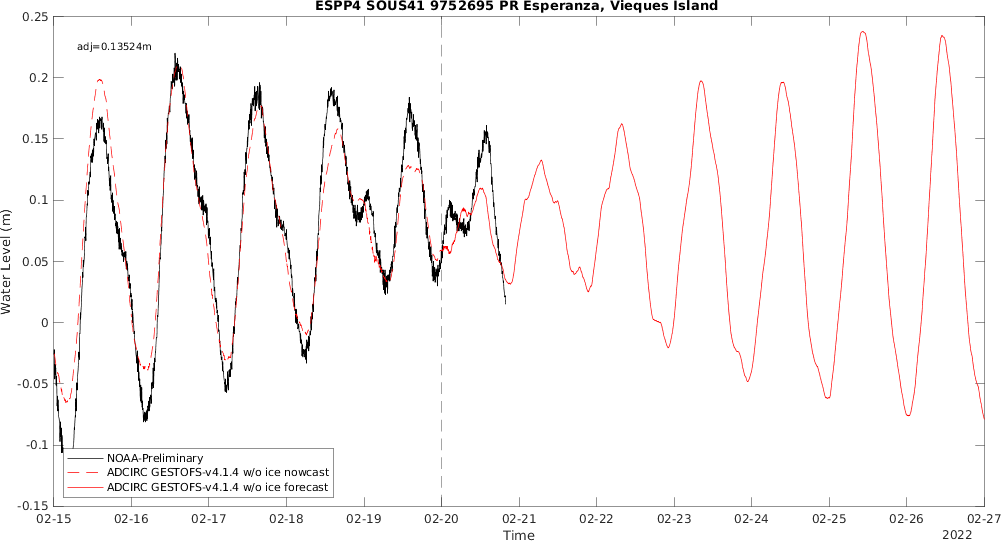 ESPP4 SOUS41 9752695 PR Esperanza, Vieques Island
adj=0.13524m
0.25
0.2
0.15
0.1
0.05
0
-0.05
-0.1
-0.15
Water Level (m)
NOAA-Preliminary
ADCIRC GESTOFS-v4.1.4 w/o ice nowcast
ADCIRC GESTOFS-v4.1.4 w/o ice forecast
02-15 02-16 02-17 02-18 02-19 02-20 02-21 02-22 02-23 02-24 02-25 02-26 02-27
Time
2022